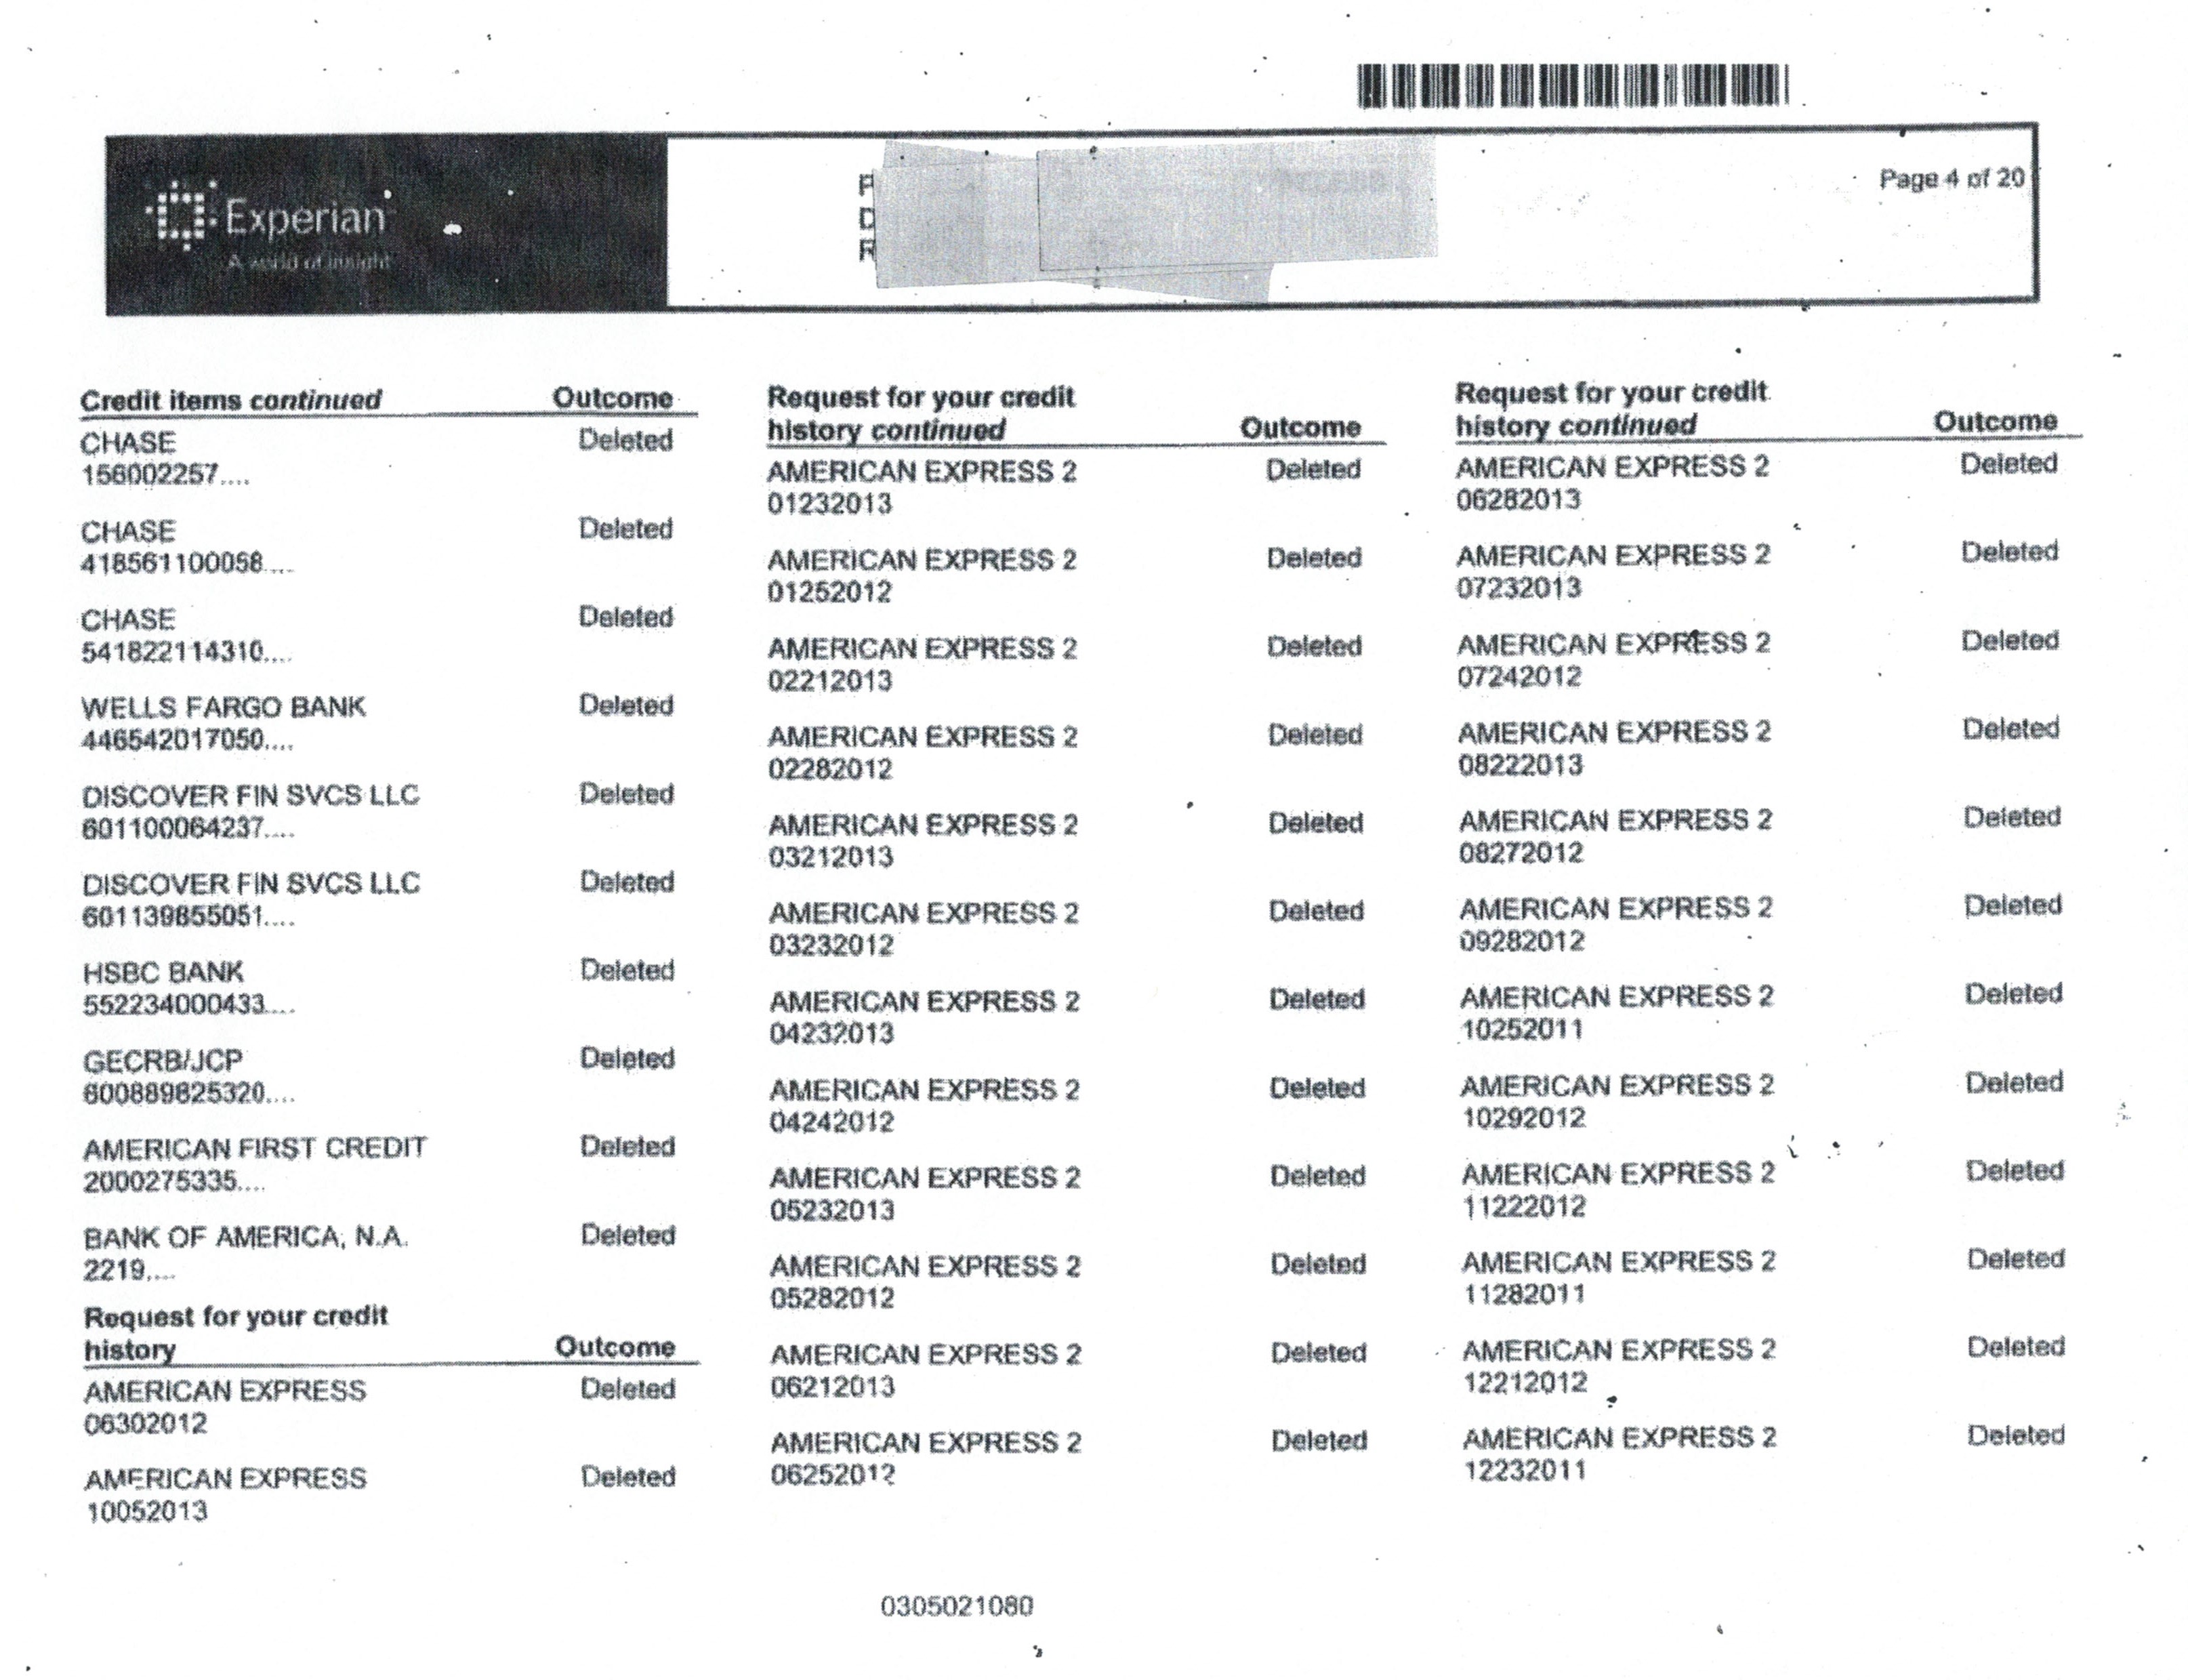 Experian
A world of insight
P
D
R
Page 4 of 20
Credit items continued Outcome
CHASE Deleted
156002257....
CHASE Deleted
418561100058....
CHASE Deleted
541822114310....
WELLS FARGO BANK Deleted
446542017050....
DISCOVER FIN SVCS LLC Deleted
601100064237....
DISCOVER FIN SVCS LLC Deleted
601139855051....
HSBC BANK Deleted
552234000433....
GECRB/JCP Deleted
600889625320....
AMERICAN FIRST CREDIT Deleted
2000275335....
BANK OF AMERICA, N.A. Deleted
2219....
Request for your credit
history Outcome
AMERICAN EXPRESS Deleted
06302012
AMERICAN EXPRESS Deleted
10052013
Request for your credit
history continued Outcome
AMERICAN EXPRESS 2 Deleted
01232013
AMERICAN EXPRESS 2 Deleted
01252012
AMERICAN EXPRESS 2 Deleted
02212013
AMERICAN EXPRESS 2 Deleted
02282012
AMERICAN EXPRESS 2 Deleted
03212013
AMERICAN EXPRESS 2 Deleted
03232012
AMERICAN EXPRESS 2 Deleted
04232013
AMERICAN EXPRESS 2 Deleted
04242012
AMERICAN EXPRESS 2 Deleted
05232013
AMERICAN EXPRESS 2 Deleted
05282012
AMERICAN EXPRESS 2 Deleted
06212013
AMERICAN EXPRESS 2 Deleted
06252012
Request for your credit
history continued Outcome
AMERICAN EXPRESS 2 Deleted
06282013
AMERICAN EXPRESS 2 Deleted
07232013
AMERICAN EXPRESS 2 Deleted
07242012
AMERICAN EXPRESS 2 Deleted
08222013
AMERICAN EXPRESS 2 Deleted
08272012
AMERICAN EXPRESS 2 Deleted
09282012
AMERICAN EXPRESS 2 Deleted
10252011
AMERICAN EXPRESS 2 Deleted
10292012
AMERICAN EXPRESS 2 Deleted
11222012
AMERICAN EXPRESS 2 Deleted
11282011
AMERICAN EXPRESS 2 Deleted
12212012
AMERICAN EXPRESS 2 Deleted
12232011
0305021080